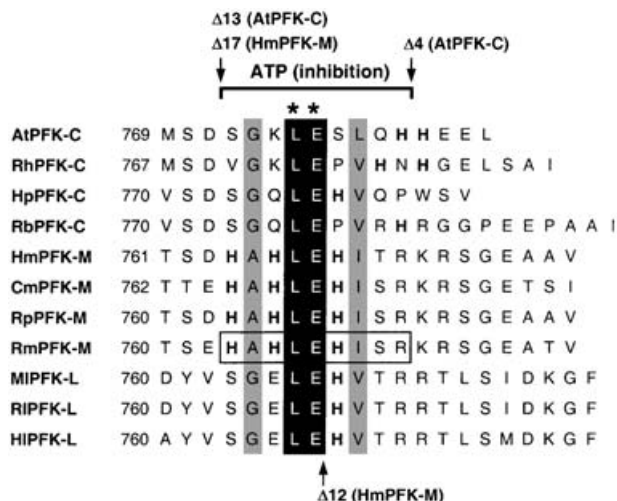 Δ13 (AtPFK-C)
Δ17 (HmPFK-M) Δ4 (AtPFK-C)
ATP (inhibition)
* *
AtPFK-C 769 M S D S G K L E S L Q H H E E L
RhPFK-C 767 M S D V G K L E P V H N H G E L S A I
HpPFK-C 770 V S D S G Q L E H V Q P W S V
RbPFK-C 770 V S D S G Q L E P V R H R G G P E E P A A I
HmPFK-M 761 T S D H A H L E H I T R K R S G E A A V
CmPFK-M 762 T T E H A H L E H I S R K R S G E T S I
RpPFK-M 760 T S D H A H L E H I S R K R S G E A A V
RmPFK-M 760 T S E H A H L E H I S R K R S G E A T V
MlPFK-L 760 D Y V S G E L E H V T R R T L S I D K G F
RlPFK-L 760 D Y V S G E L E H V T R R T L S I D K G F
HlPFK-L 760 A Y V S G E L E H V T R R T L S M D K G F
Δ12 (HmPFK-M)